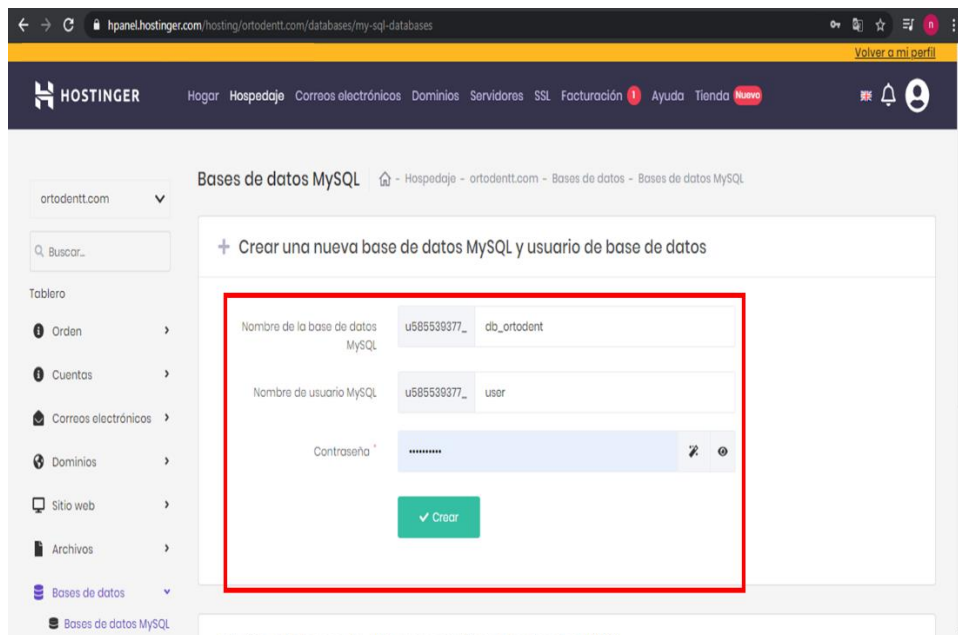 hpanel.hostinger.com/hosting/ortodentt.com/databases/my-sql-databases
n
Volver a mi perfil
HOSTINGER
Hogar Hospedaje Correos electrónicos Dominios Servidores SSL Facturación 1 Ayuda Tienda Nuevo
Bases de datos MySQL - Hospedaje - ortodentt.com - Bases de datos - Bases de datos MySQL
ortodentt.com
Buscar...
Tablero
Orden
Cuentas
Correos electrónicos
Dominios
Sitio web
Archivos
Bases de datos
Bases de datos MySQL
+ Crear una nueva base de datos MySQL y usuario de base de datos
Nombre de la base de datos MySQL
u585539377_ db_ortodent
Nombre de usuario MySQL u585539377_ user
Contraseña * ••••••••••
Crear